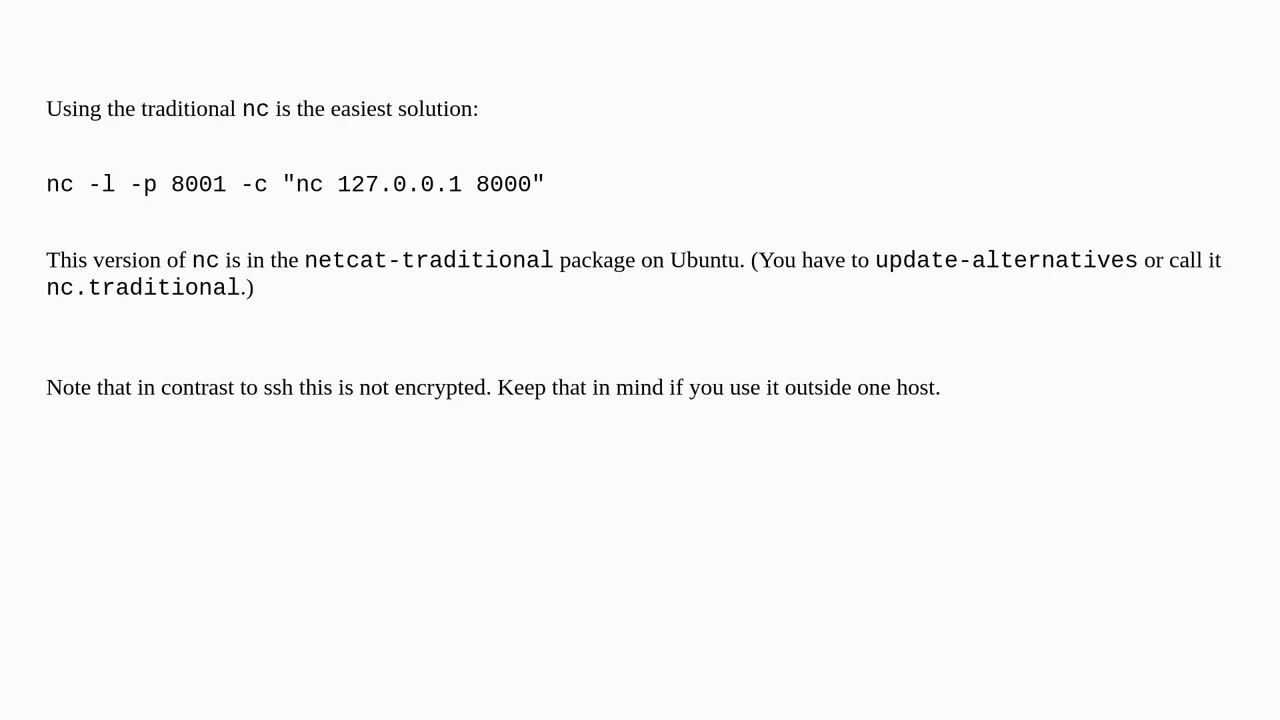 Using the traditional nc is the easiest solution:
nc -l -p 8001 -c "nc 127.0.0.1 8000"
This version of nc is in the netcat-traditional package on Ubuntu. (You have to update-alternatives or call it
nc.traditional.)
Note that in contrast to ssh this is not encrypted. Keep that in mind if you use it outside one host.